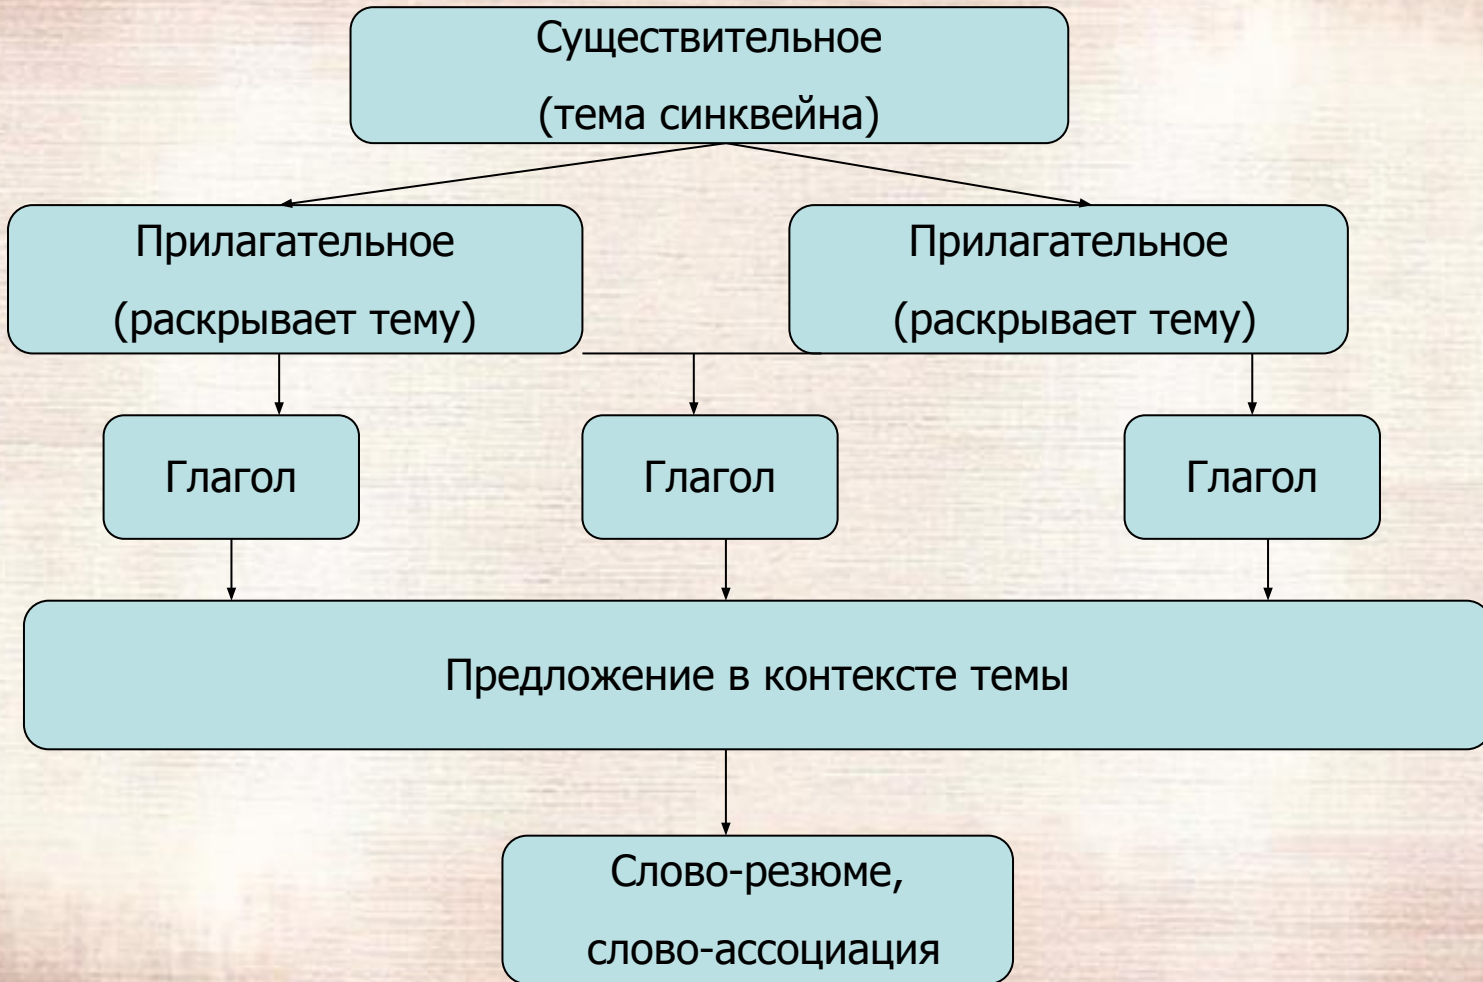 Существительное
(тема синквейна)
Прилагательное
(раскрывает тему)
Прилагательное
(раскрывает тему)
Глагол
Глагол
Глагол
Предложение в контексте темы
Слово-резюме,
слово-ассоциация